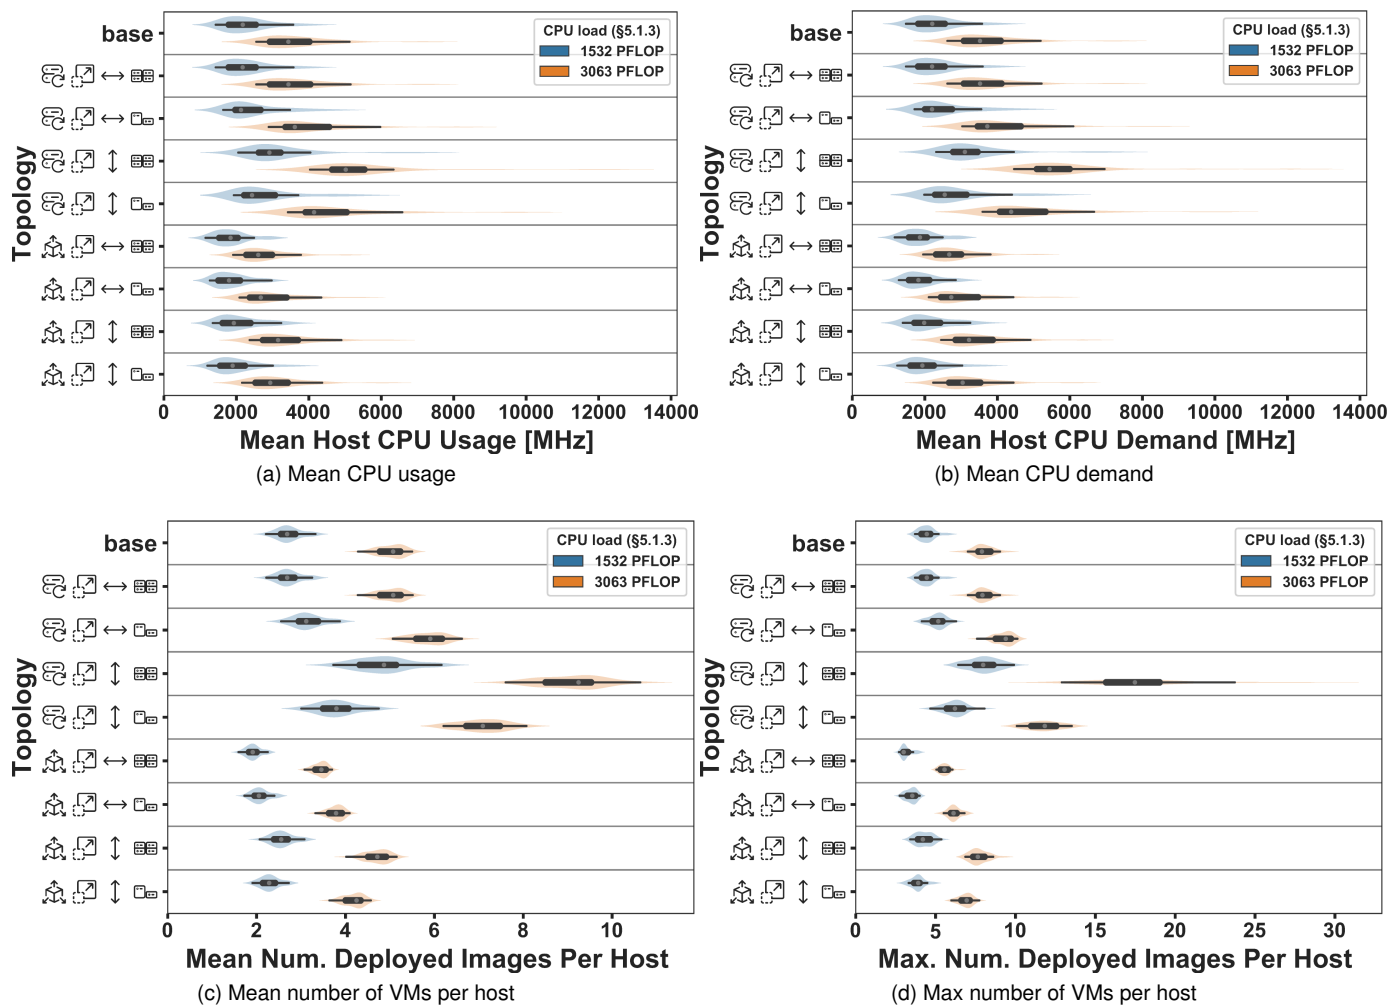 base
CPU load (§5.1.3)
1532 PFLOP
3063 PFLOP
Topology
0 2000 4000 6000 8000 10000 12000 14000
Mean Host CPU Usage [MHz]
(a) Mean CPU usage
base
CPU load (§5.1.3)
1532 PFLOP
3063 PFLOP
Topology
0 2000 4000 6000 8000 10000 12000 14000
Mean Host CPU Demand [MHz]
(b) Mean CPU demand
base
CPU load (§5.1.3)
1532 PFLOP
3063 PFLOP
Topology
0 2 4 6 8 10
Mean Num. Deployed Images Per Host
(c) Mean number of VMs per host
base
CPU load (§5.1.3)
1532 PFLOP
3063 PFLOP
Topology
0 5 10 15 20 25 30
Max. Num. Deployed Images Per Host
(d) Max number of VMs per host